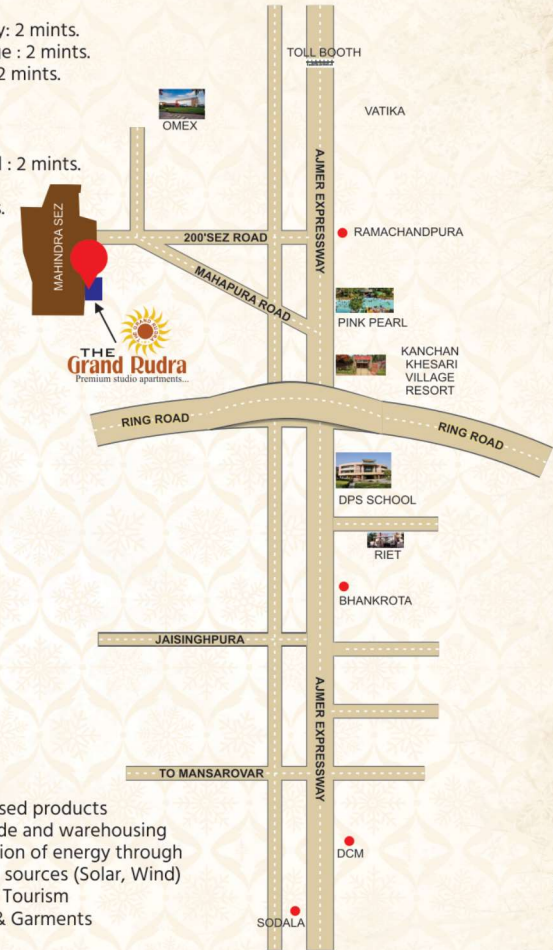 y: 2 mints.
ge : 2 mints.
2 mints.
l : 2 mints.
s.
TOLL BOOTH
OMEX
VATIKA
AJMER EXPRESSWAY
MAHINDRA SEZ
200'SEZ ROAD
RAMACHANDPURA
MAHAPURA ROAD
PINK PEARL
THE
Grand Rudra
Premium studio apartments...
KANCHAN
KHESARI
VILLAGE
RESORT
RING ROAD
RING ROAD
DPS SCHOOL
RIET
BHANKROTA
JAISINGHPURA
AJMER EXPRESSWAY
TO MANSAROVAR
sed products
de and warehousing
ion of energy through
sources (Solar, Wind)
Tourism
& Garments
DCM
SODALA